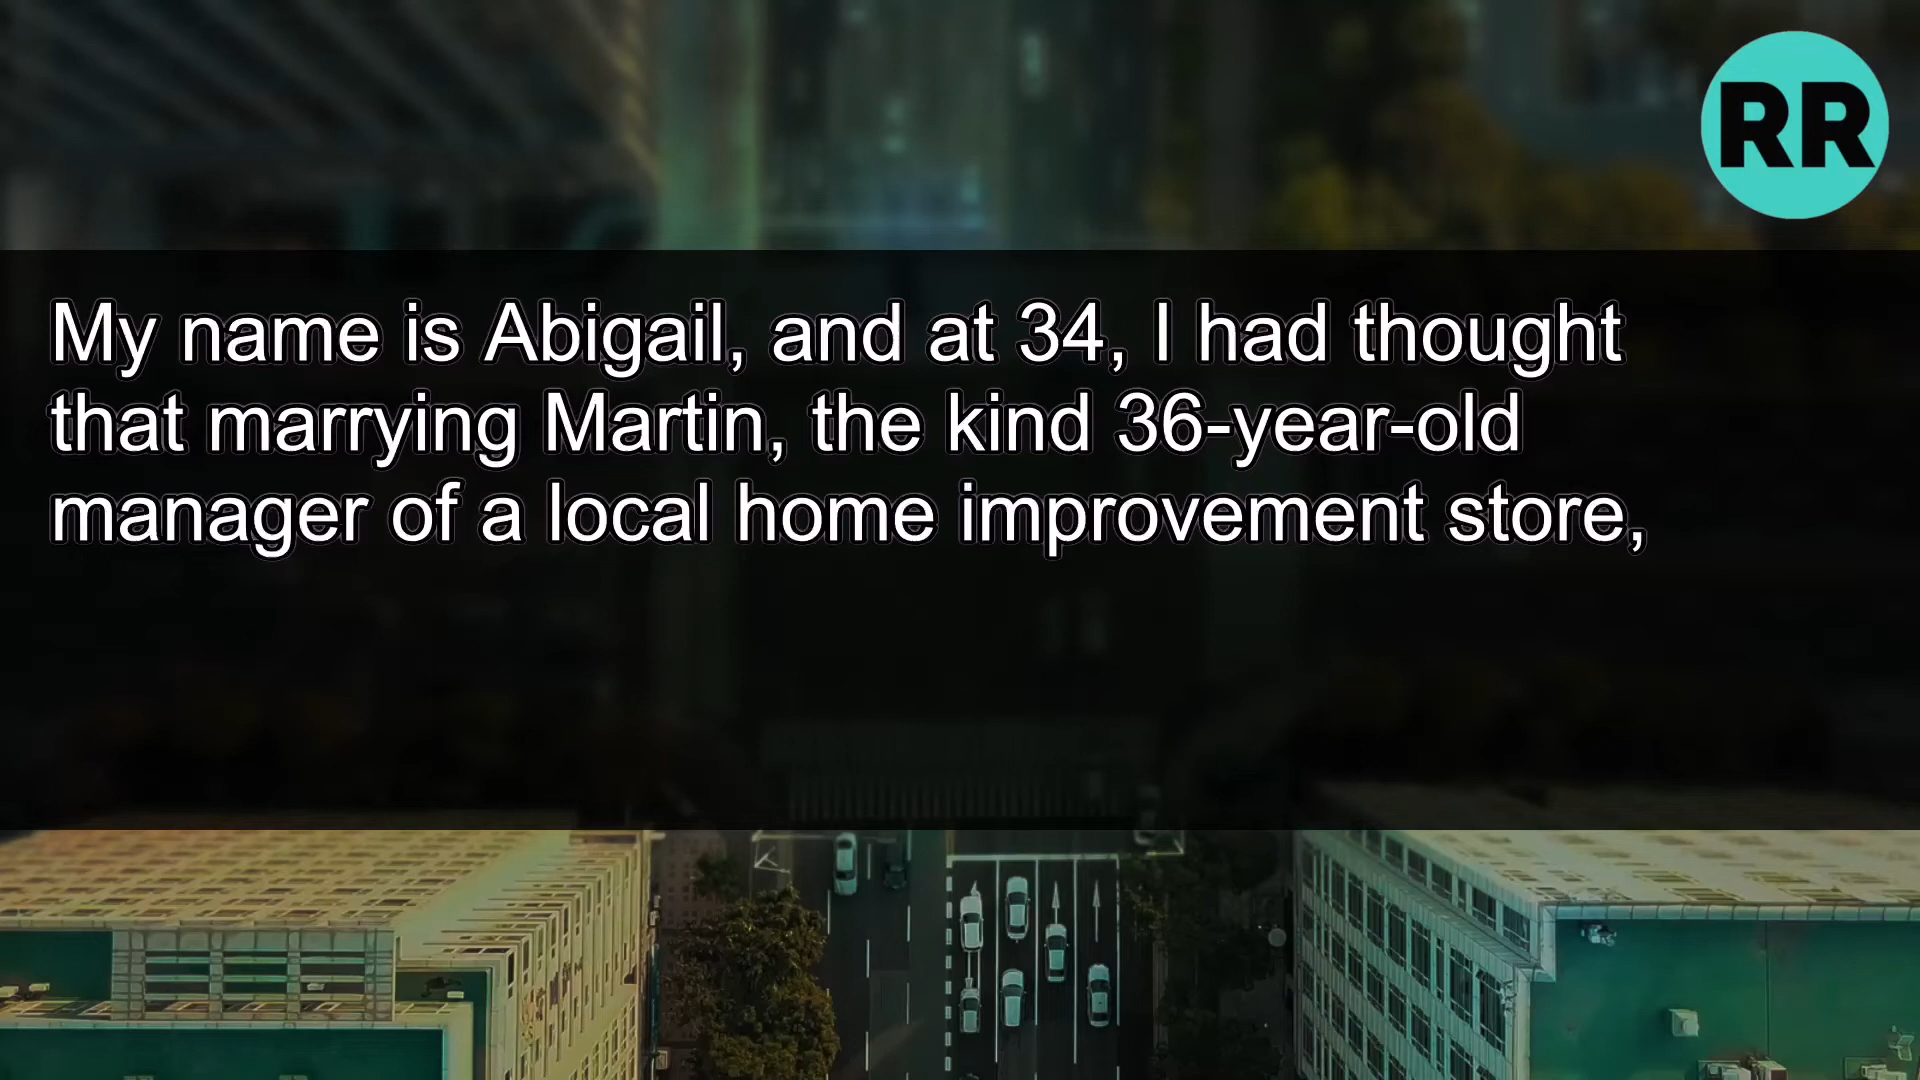 RR
My name is Abigail, and at 34, I had thought
that marrying Martin, the kind 36-year-old
manager of a local home improvement store,